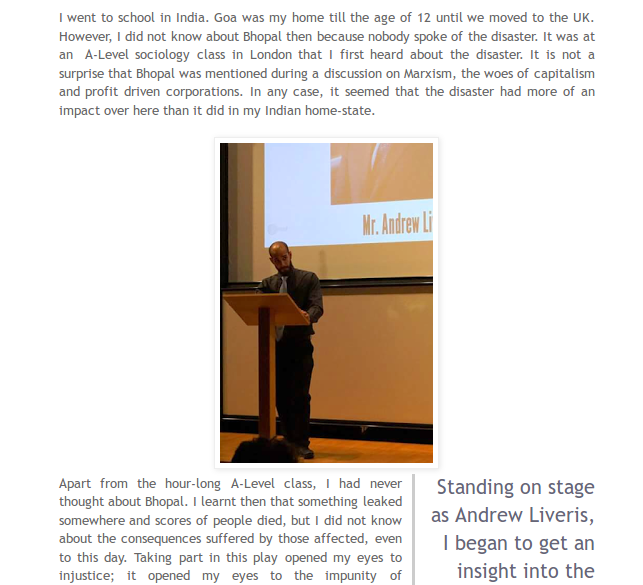 I went to school in India. Goa was my home till the age of 12 until we moved to the UK.
However, I did not know about Bhopal then because nobody spoke of the disaster. It was at
an A-Level sociology class in London that I first heard about the disaster. It is not a
surprise that Bhopal was mentioned during a discussion on Marxism, the woes of capitalism
and profit driven corporations. In any case, it seemed that the disaster had more of an
impact over here than it did in my Indian home-state.
Mr. Andrew Li
Apart from the hour-long A-Level class, I had never
thought about Bhopal. I learnt then that something leaked
somewhere and scores of people died, but I did not know
about the consequences suffered by those affected, even
to this day. Taking part in this play opened my eyes to
injustice; it opened my eyes to the impunity of
Standing on stage
as Andrew Liveris,
I began to get an
insight into the